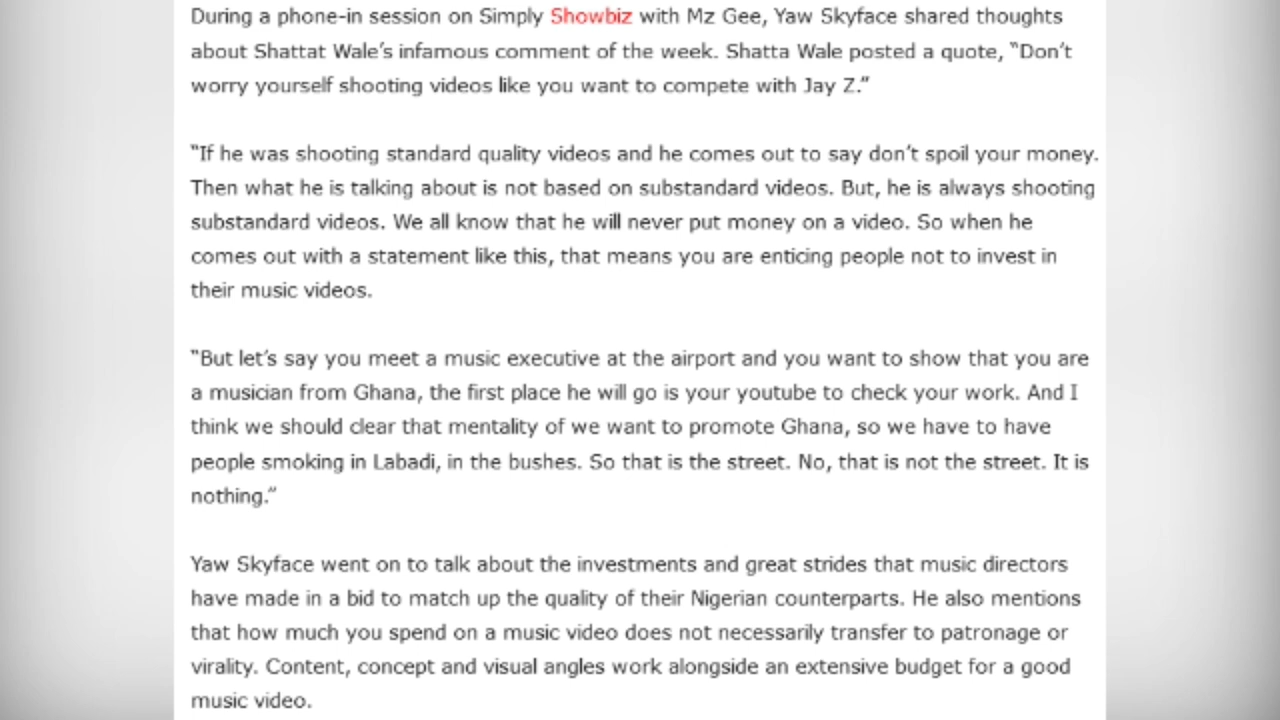 During a phone-in session on Simply Showbiz with Mz Gee, Yaw Skyface shared thoughts
about Shattat Wale’s infamous comment of the week. Shatta Wale posted a quote, “Don’t
worry yourself shooting videos like you want to compete with Jay Z.”
“If he was shooting standard quality videos and he comes out to say don’t spoil your money.
Then what he is talking about is not based on substandard videos. But, he is always shooting
substandard videos. We all know that he will never put money on a video. So when he
comes out with a statement like this, that means you are enticing people not to invest in
their music videos.
“But let’s say you meet a music executive at the airport and you want to show that you are
a musician from Ghana, the first place he will go is your youtube to check your work. And I
think we should clear that mentality of we want to promote Ghana, so we have to have
people smoking in Labadi, in the bushes. So that is the street. No, that is not the street. It is
nothing.”
Yaw Skyface went on to talk about the investments and great strides that music directors
have made in a bid to match up the quality of their Nigerian counterparts. He also mentions
that how much you spend on a music video does not necessarily transfer to patronage or
virality. Content, concept and visual angles work alongside an extensive budget for a good
music video.